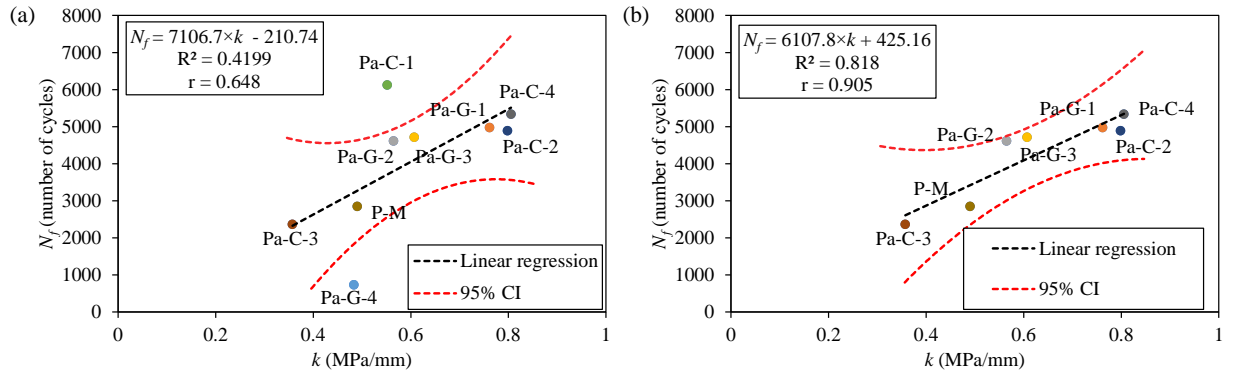 (a)
N_f = 7106.7×k - 210.74
R² = 0.4199
r = 0.648
8000
7000
6000
5000
4000
3000
2000
1000
0
N_f (number of cycles)
Pa-C-1
Pa-C-4
Pa-G-1
Pa-C-2
Pa-G-2
Pa-G-3
P-M
Pa-C-3
Pa-G-4
Linear regression
95% CI
0 0.2 0.4 0.6 0.8 1
k (MPa/mm)
(b)
N_f = 6107.8×k + 425.16
R² = 0.818
r = 0.905
8000
7000
6000
5000
4000
3000
2000
1000
0
N_f (number of cycles)
Pa-G-1
Pa-C-4
Pa-G-2
Pa-G-3
Pa-C-2
P-M
Pa-C-3
Linear regression
95% CI
0 0.2 0.4 0.6 0.8 1
k (MPa/mm)